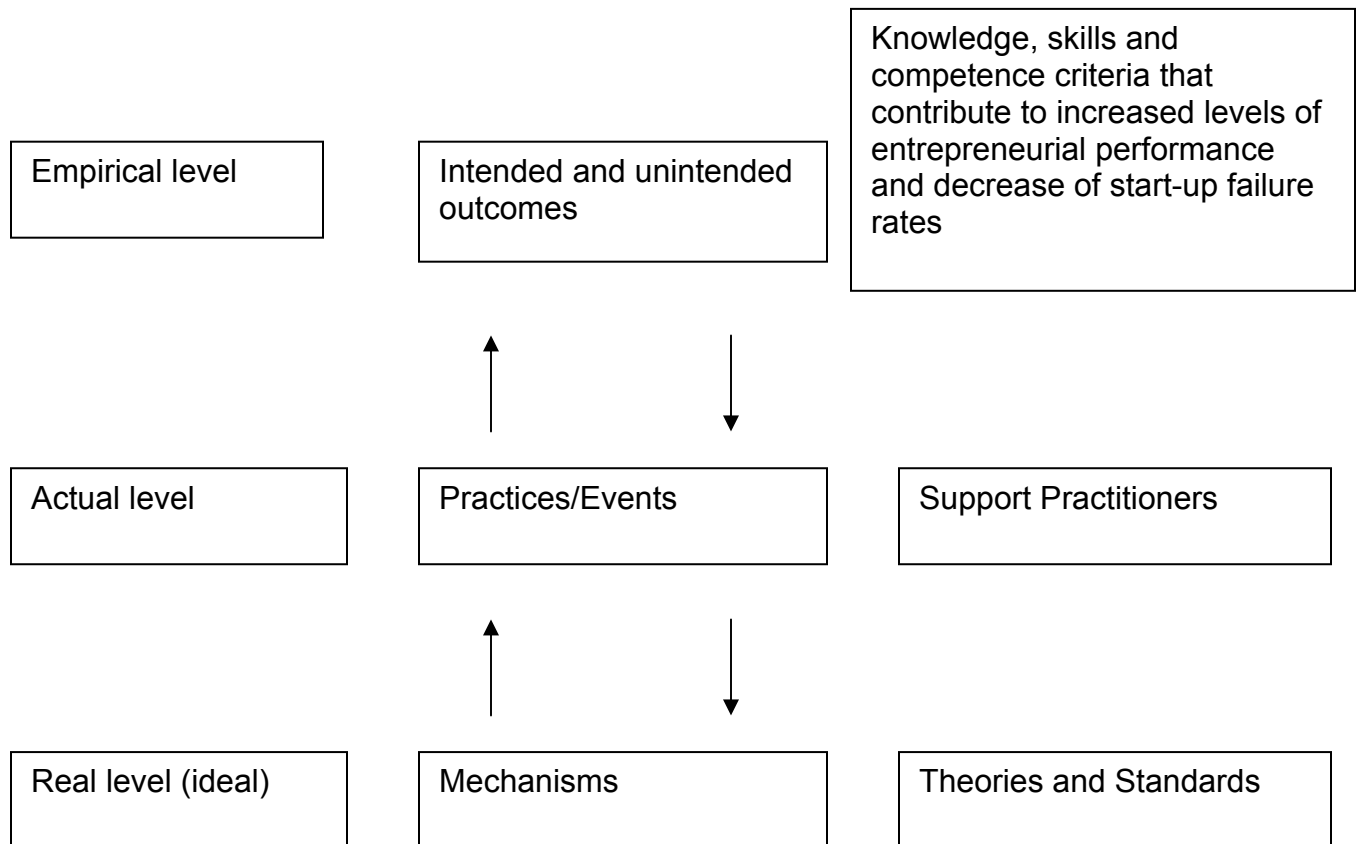 Empirical level
Intended and unintended
outcomes
Knowledge, skills and
competence criteria that
contribute to increased levels of
entrepreneurial performance
and decrease of start-up failure
rates
Actual level
Practices/Events
Support Practitioners
Real level (ideal)
Mechanisms
Theories and Standards